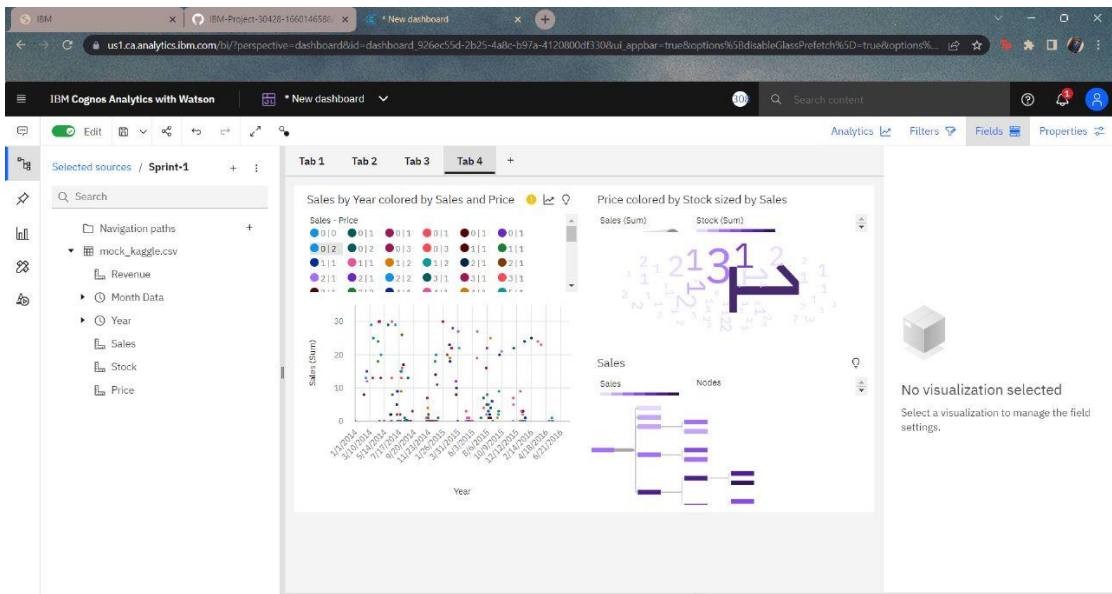 IBM
IBM-Project-30428-1660146588
* New dashboard
us1.ca.analytics.ibm.com/bi/?perspective=dashboard&id=dashboard_926ec55d-2b25-4a8c-b97a-4120800df330&ui_appbar=true&options%5BdisableGlassPrefetch%5D=true&options%...
IBM Cognos Analytics with Watson
* New dashboard
Search content
Edit
Analytics
Filters
Fields
Properties
Selected sources / Sprint-1
Search
Navigation paths
mock_kaggle.csv
Revenue
Month Data
Year
Sales
Stock
Price
Tab 1 Tab 2 Tab 3 Tab 4 +
Sales by Year colored by Sales and Price
Sales - Price
0|0 0|1 0|1 0|1 0|1 0|1
0|2 0|2 0|3 0|3 1|1 1|1
1|1 1|1 1|2 1|2 2|1 2|1
2|1 2|1 2|2 3|1 3|1 3|1
Sales (Sum)
30
20
10
0
1/1/2014
3/10/2014
5/14/2014
7/17/2014
9/20/2014
11/23/2014
1/26/2015
3/31/2015
6/3/2015
8/6/2015
10/9/2015
12/12/2015
2/14/2016
4/18/2016
6/21/2016
Year
Price colored by Stock sized by Sales
Sales (Sum) Stock (Sum)
2 1 2 1 3 1 2
1
Sales
Sales Nodes
No visualization selected
Select a visualization to manage the field
settings.